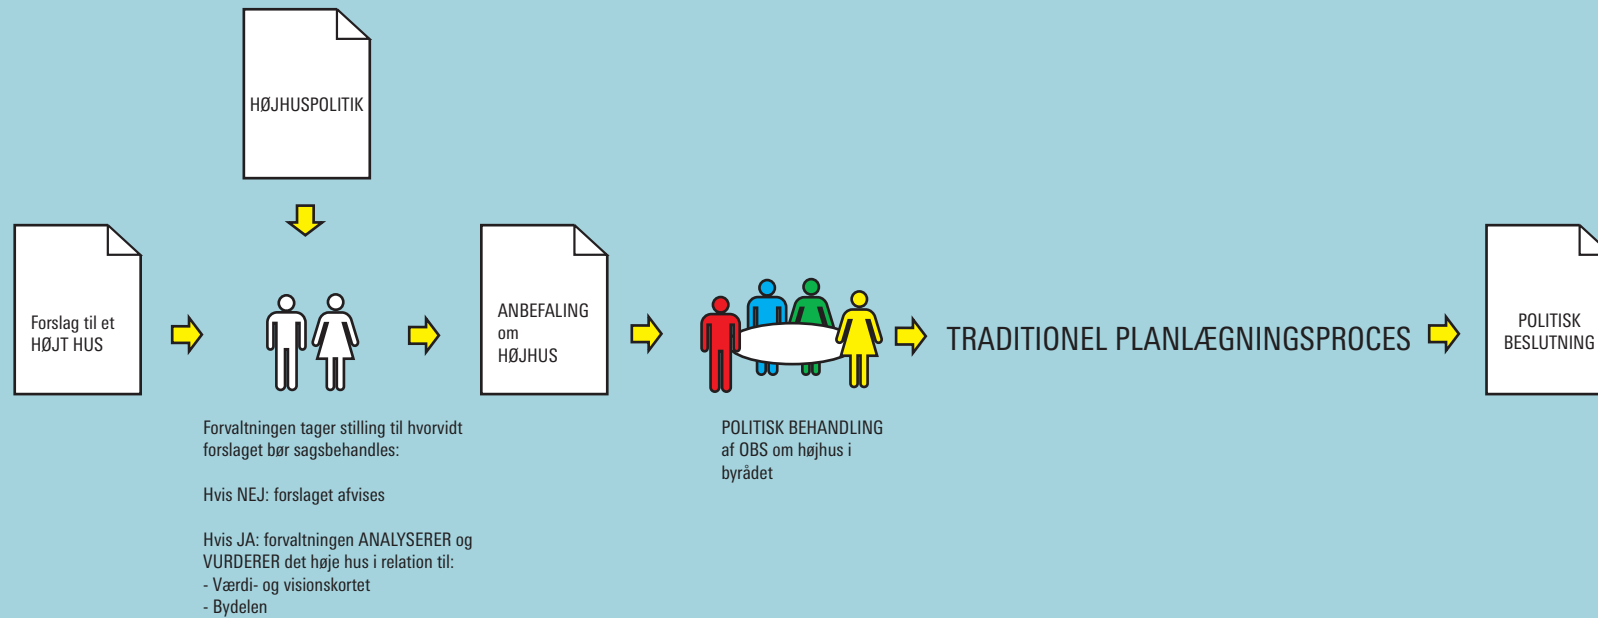 HØJHUSPOLITIK
Forslag til et
HØJT HUS
ANBEFALING
om
HØJHUS
TRADITIONEL PLANLÆGNINGSPROCES
POLITISK
BESLUTNING
Forvaltningen tager stilling til hvorvidt
forslaget bør sagsbehandles:
Hvis NEJ: forslaget afvises
Hvis JA: forvaltningen ANALYSERER og
VURDERER det høje hus i relation til:
- Værdi- og visionskortet
- Bydelen
POLITISK BEHANDLING
af OBS om højhus i
byrådet